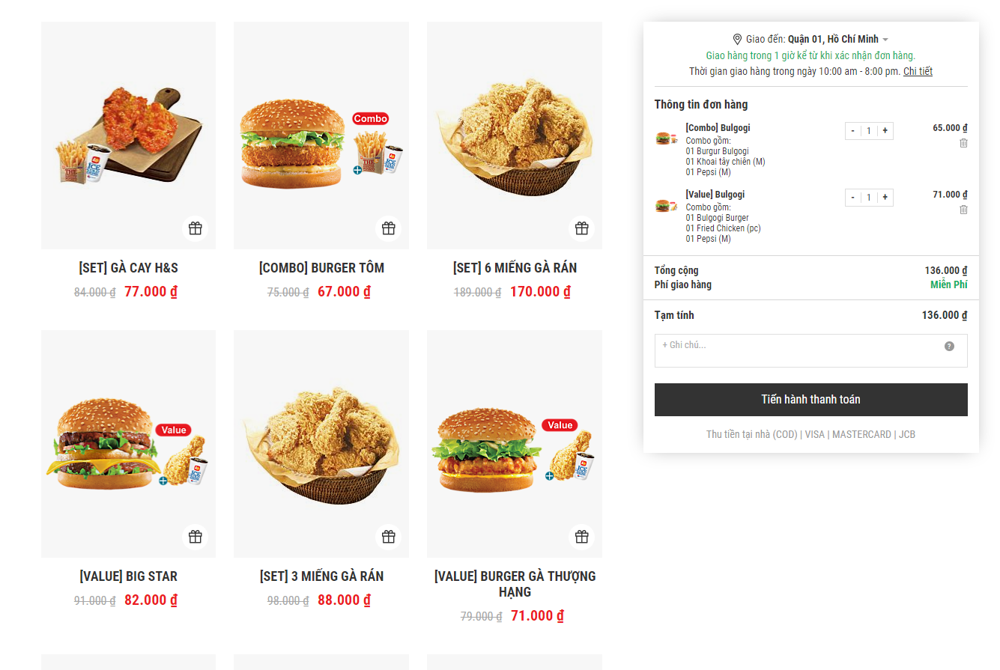 Combo
[SET] GÀ CAY H&S
84.000 ₫ 77.000 ₫
[COMBO] BURGER TÔM
75.000 ₫ 67.000 ₫
[SET] 6 MIẾNG GÀ RÁN
189.000 ₫ 170.000 ₫
Value
Value
[VALUE] BIG STAR
91.000 ₫ 82.000 ₫
[SET] 3 MIẾNG GÀ RÁN
98.000 ₫ 88.000 ₫
[VALUE] BURGER GÀ THƯỢNG
HẠNG
79.000 ₫ 71.000 ₫
Giao đến: Quận 01, Hồ Chí Minh
Giao hàng trong 1 giờ kể từ khi xác nhận đơn hàng.
Thời gian giao hàng trong ngày 10:00 am - 8:00 pm. Chi tiết
Thông tin đơn hàng
[Combo] Bulgogi - 1 + 65.000 ₫
Combo gồm:
01 Burgur Bulgogi
01 Khoai tây chiên (M)
01 Pepsi (M)
[Value] Bulgogi - 1 + 71.000 ₫
Combo gồm:
01 Bulgogi Burger
01 Fried Chicken (pc)
01 Pepsi (M)
Tổng cộng 136.000 ₫
Phí giao hàng Miễn Phí
Tạm tính 136.000 ₫
+ Ghi chú... ?
Tiến hành thanh toán
Thu tiền tại nhà (COD) | VISA | MASTERCARD | JCB